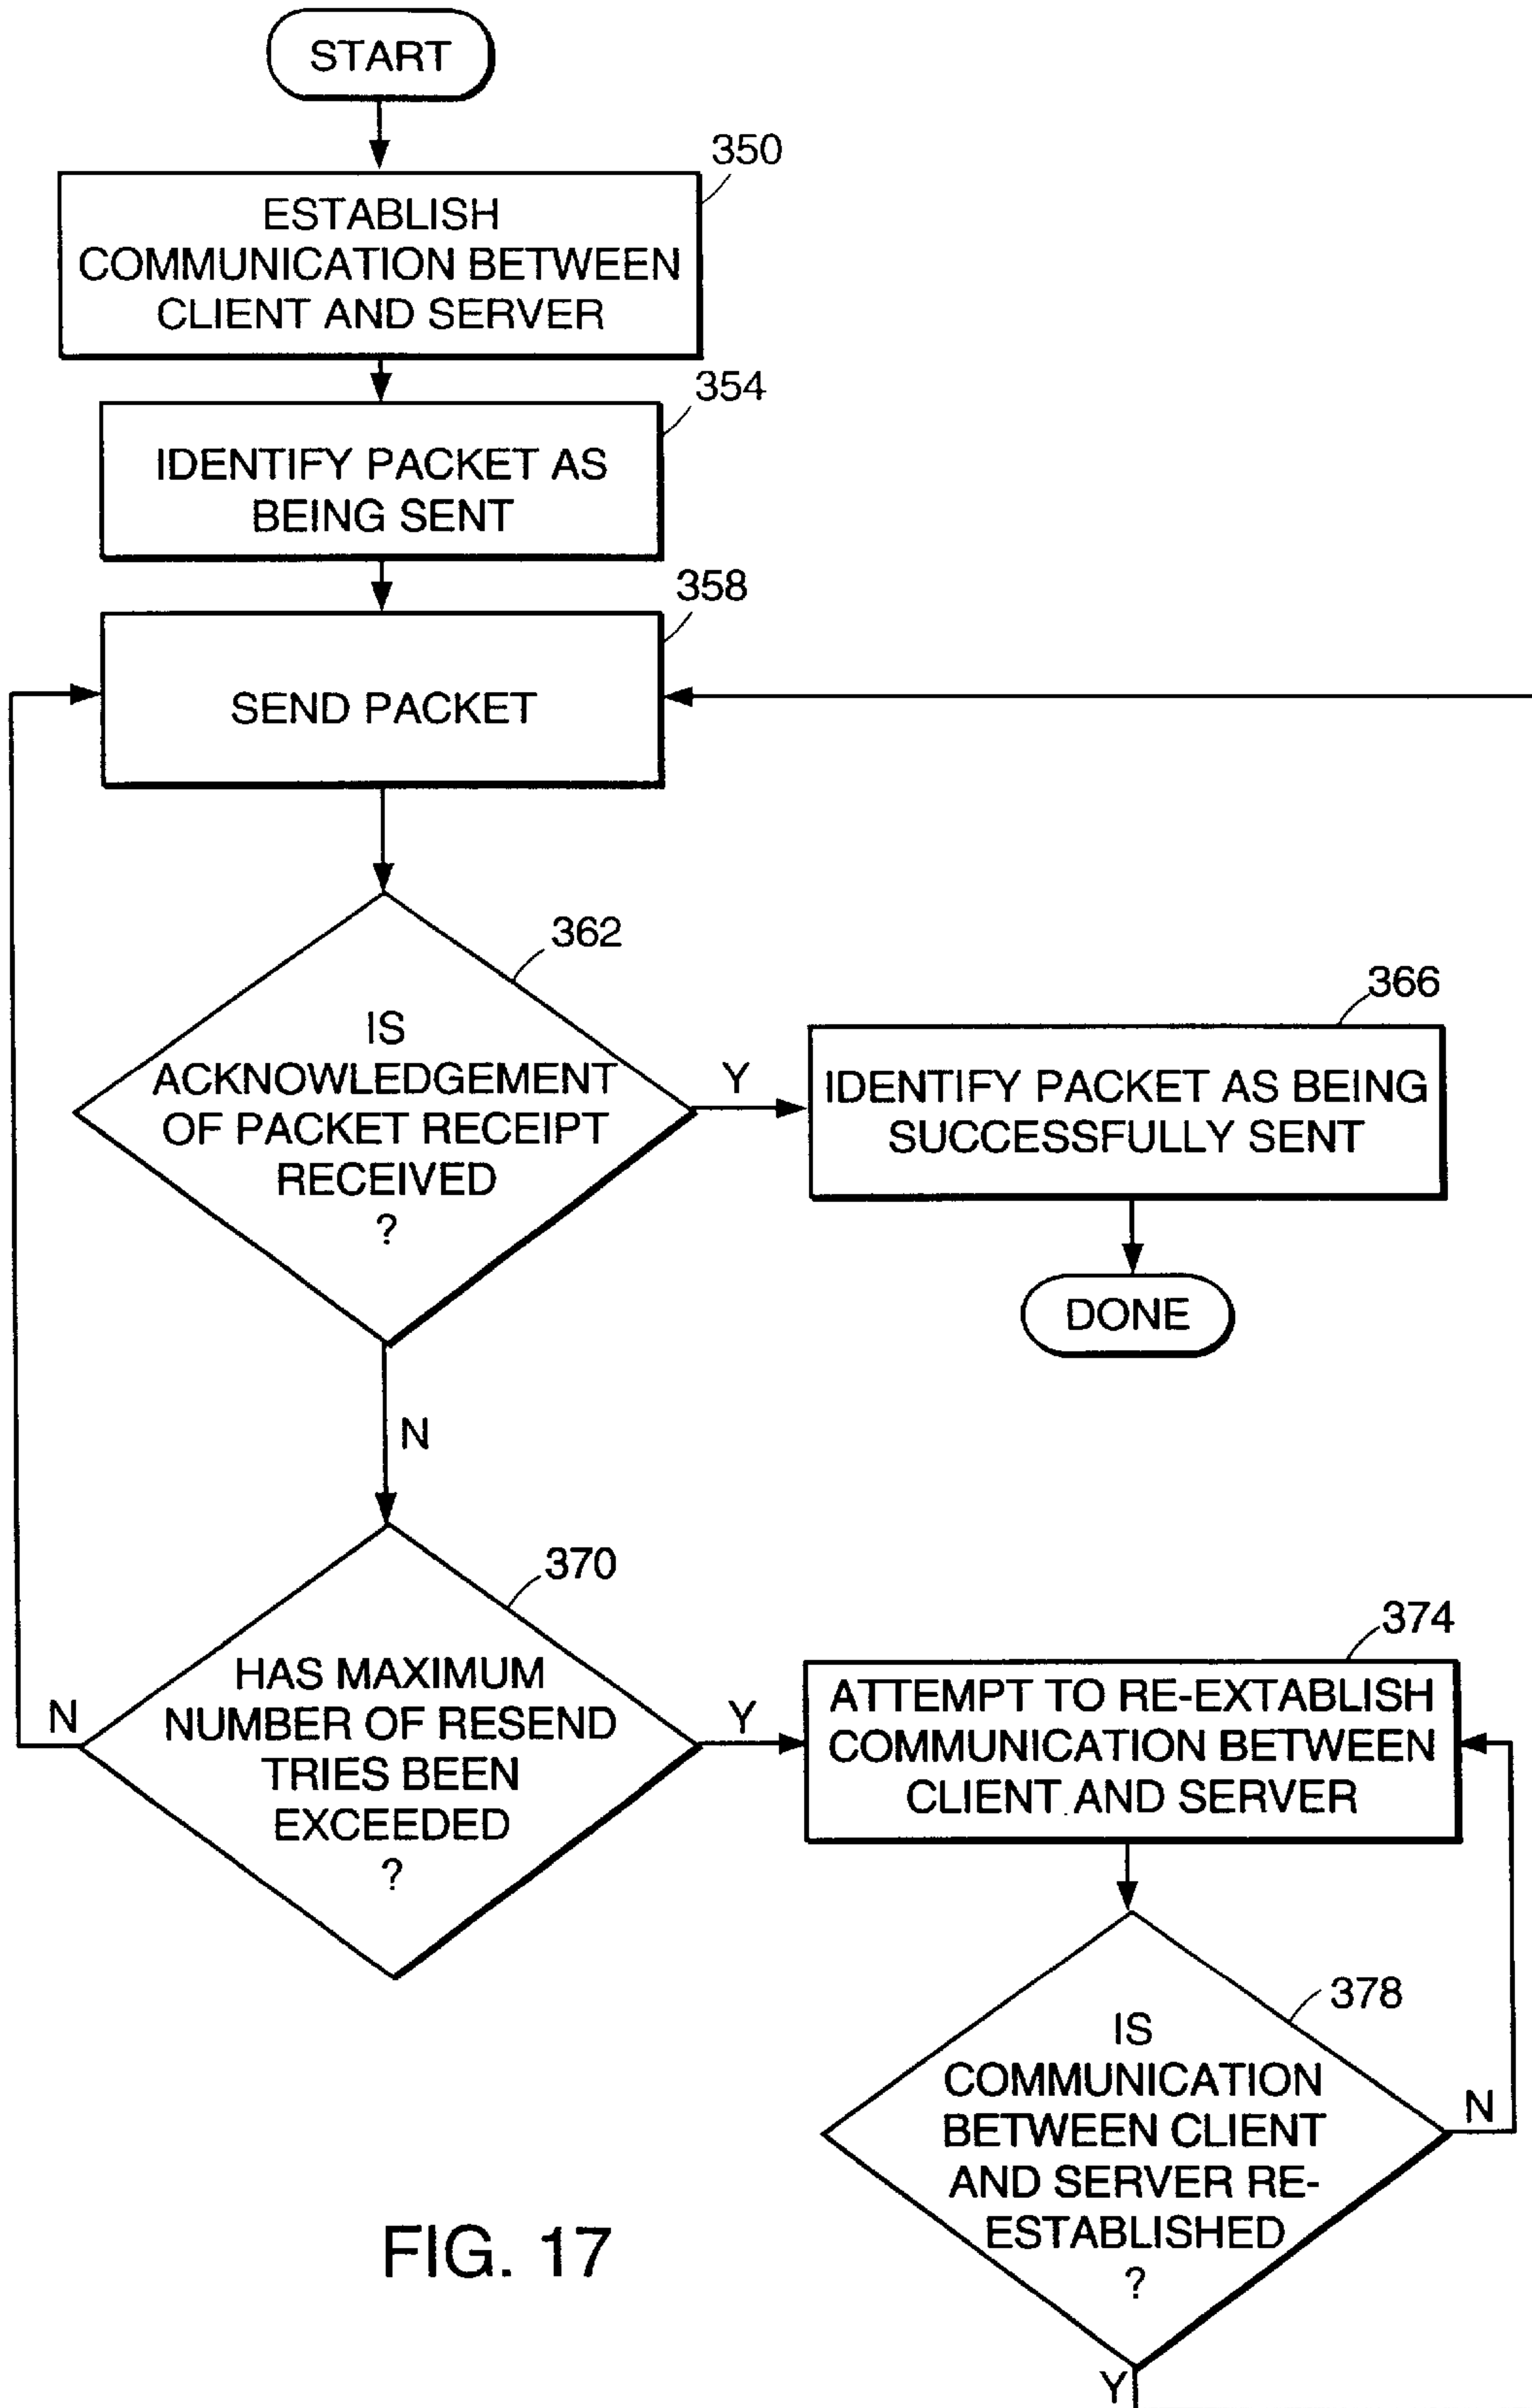 START
350
ESTABLISH
COMMUNICATION BETWEEN
CLIENT AND SERVER
354
IDENTIFY PACKET AS
BEING SENT
358
SEND PACKET
362
IS
ACKNOWLEDGEMENT
OF PACKET RECEIPT
RECEIVED
?
Y
366
IDENTIFY PACKET AS BEING
SUCCESSFULLY SENT
DONE
N
370
HAS MAXIMUM
NUMBER OF RESEND
TRIES BEEN
EXCEEDED
?
N
Y
374
ATTEMPT TO RE-EXTABLISH
COMMUNICATION BETWEEN
CLIENT AND SERVER
378
IS
COMMUNICATION
BETWEEN CLIENT
AND SERVER RE-
ESTABLISHED
?
N
Y
FIG. 17